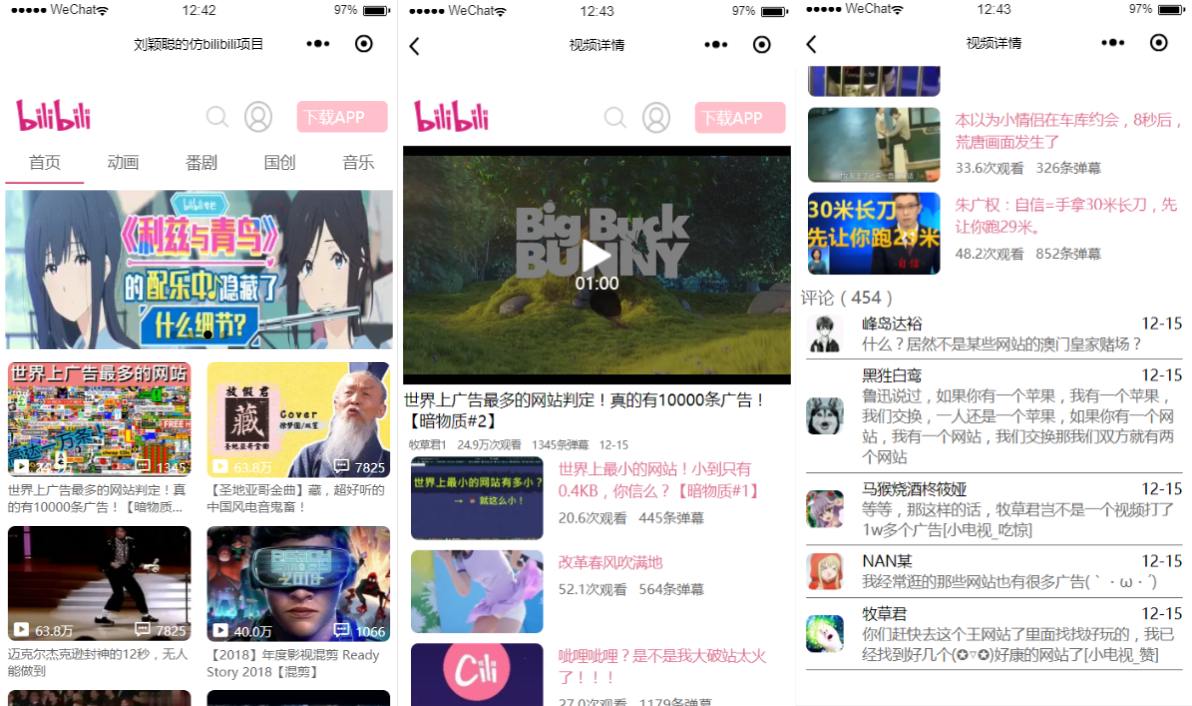 ●●●●● WeChat 12:42 97%
刘颖聪的仿bilibili项目
bilibili
下载APP
首页 动画 番剧 国创 音乐
bilibili
《利兹与青鸟》
的配乐中隐藏了
什么细节?
世界上广告最多的网站
1345
世界上广告最多的网站判定！真
的有10000条广告！【暗物质...
放假君
藏
圣地亚哥金曲
Cover
63.8万 7825
【圣地亚哥金曲】藏，超好听的
中国风电音鬼畜！
63.8万 7825
迈克尔杰克逊封神的12秒，无人
能做到
READY
2018
40.0万 1066
【2018】年度影视混剪 Ready
Story 2018【混剪】
●●●●● WeChat 12:43 97%
视频详情
bilibili
下载APP
Big Buck
BUNNY
01:00
世界上广告最多的网站判定！真的有10000条广告！
【暗物质#2】
牧草君1 24.9万次观看 1345条弹幕 12-15
世界上最小的网站有多小？
→ 就这么小！
世界上最小的网站！小到只有
0.4KB，你信么？【暗物质#1】
20.6次观看 445条弹幕
改革春风吹满地
52.1次观看 564条弹幕
Cili
呲哩呲哩？是不是我大破站太火
了！！！
27.0次观看 1179条弹幕
●●●●● WeChat 12:43 97%
视频详情
本以为小情侣在车库约会，8秒后，
荒唐画面发生了
33.6次观看 326条弹幕
30米长刀
先让你跑29米
自信
朱广权：自信=手拿30米长刀，先
让你跑29米。
48.2次观看 852条弹幕
评论（454）
峰岛达裕 12-15
什么？居然不是某些网站的澳门皇家赌场？
黑狌白鸾 12-15
鲁迅说过，如果你有一个苹果，我有一个苹果，
我们交换，一人还是一个苹果，如果你有一个网
站，我有一个网站，我们交换那我们双方就有两
个网站
马猴烧酒柊筱娅 12-15
等等，那这样的话，牧草君岂不是一个视频打了
1w多个广告[小电视_吃惊]
NAN某 12-15
我经常逛的那些网站也有很多广告(｀・ω・´)
牧草君 12-15
你们赶快去这个王网站了里面找找好玩的，我已
经找到好几个(✪▽✪)好康的网站了[小电视_赞]